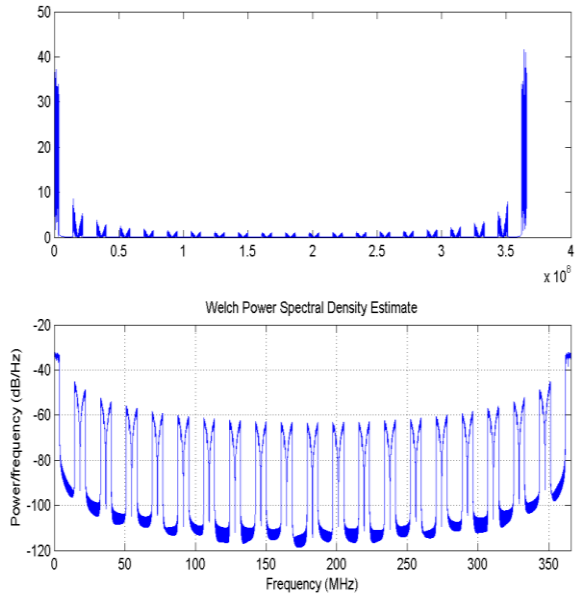 50
40
30
20
10
0
0 0.5 1 1.5 2 2.5 3 3.5 4
x 10^8
Welch Power Spectral Density Estimate
Power/frequency (dB/Hz)
-20
-40
-60
-80
-100
-120
0 50 100 150 200 250 300 350
Frequency (MHz)